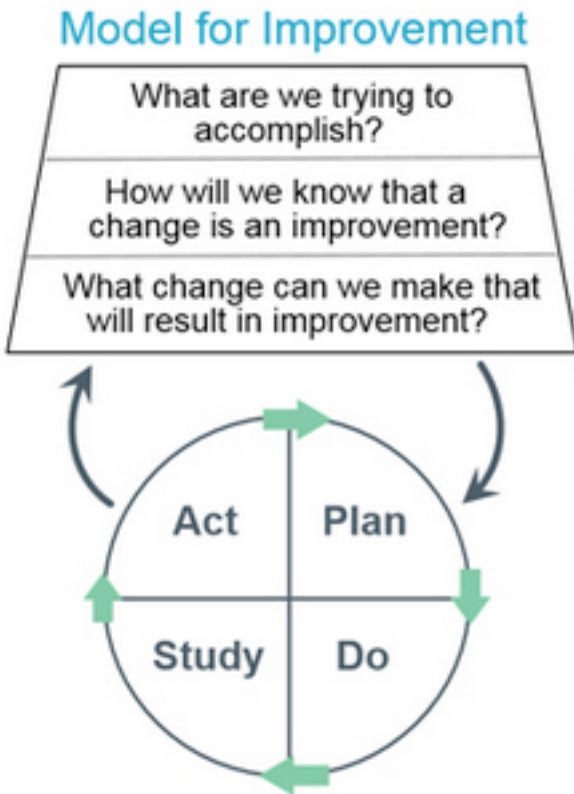 Model for Improvement
What are we trying to
accomplish?
How will we know that a
change is an improvement?
What change can we make that
will result in improvement?
Act
Plan
Study
Do